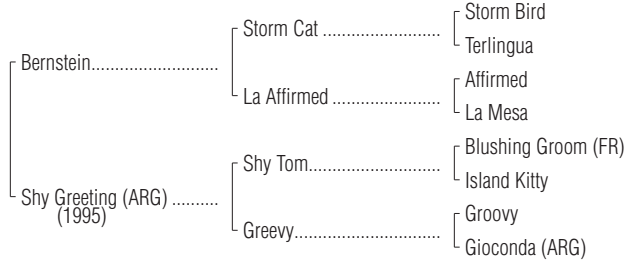 Storm Bird
Storm Cat ......................
Terlingua
Bernstein...........................
Affirmed
La Affirmed .......................
La Mesa
Blushing Groom (FR)
Shy Tom............................
Island Kitty
Shy Greeting (ARG) ..........
(1995)
Groovy
Greevy...............................
Gioconda (ARG)